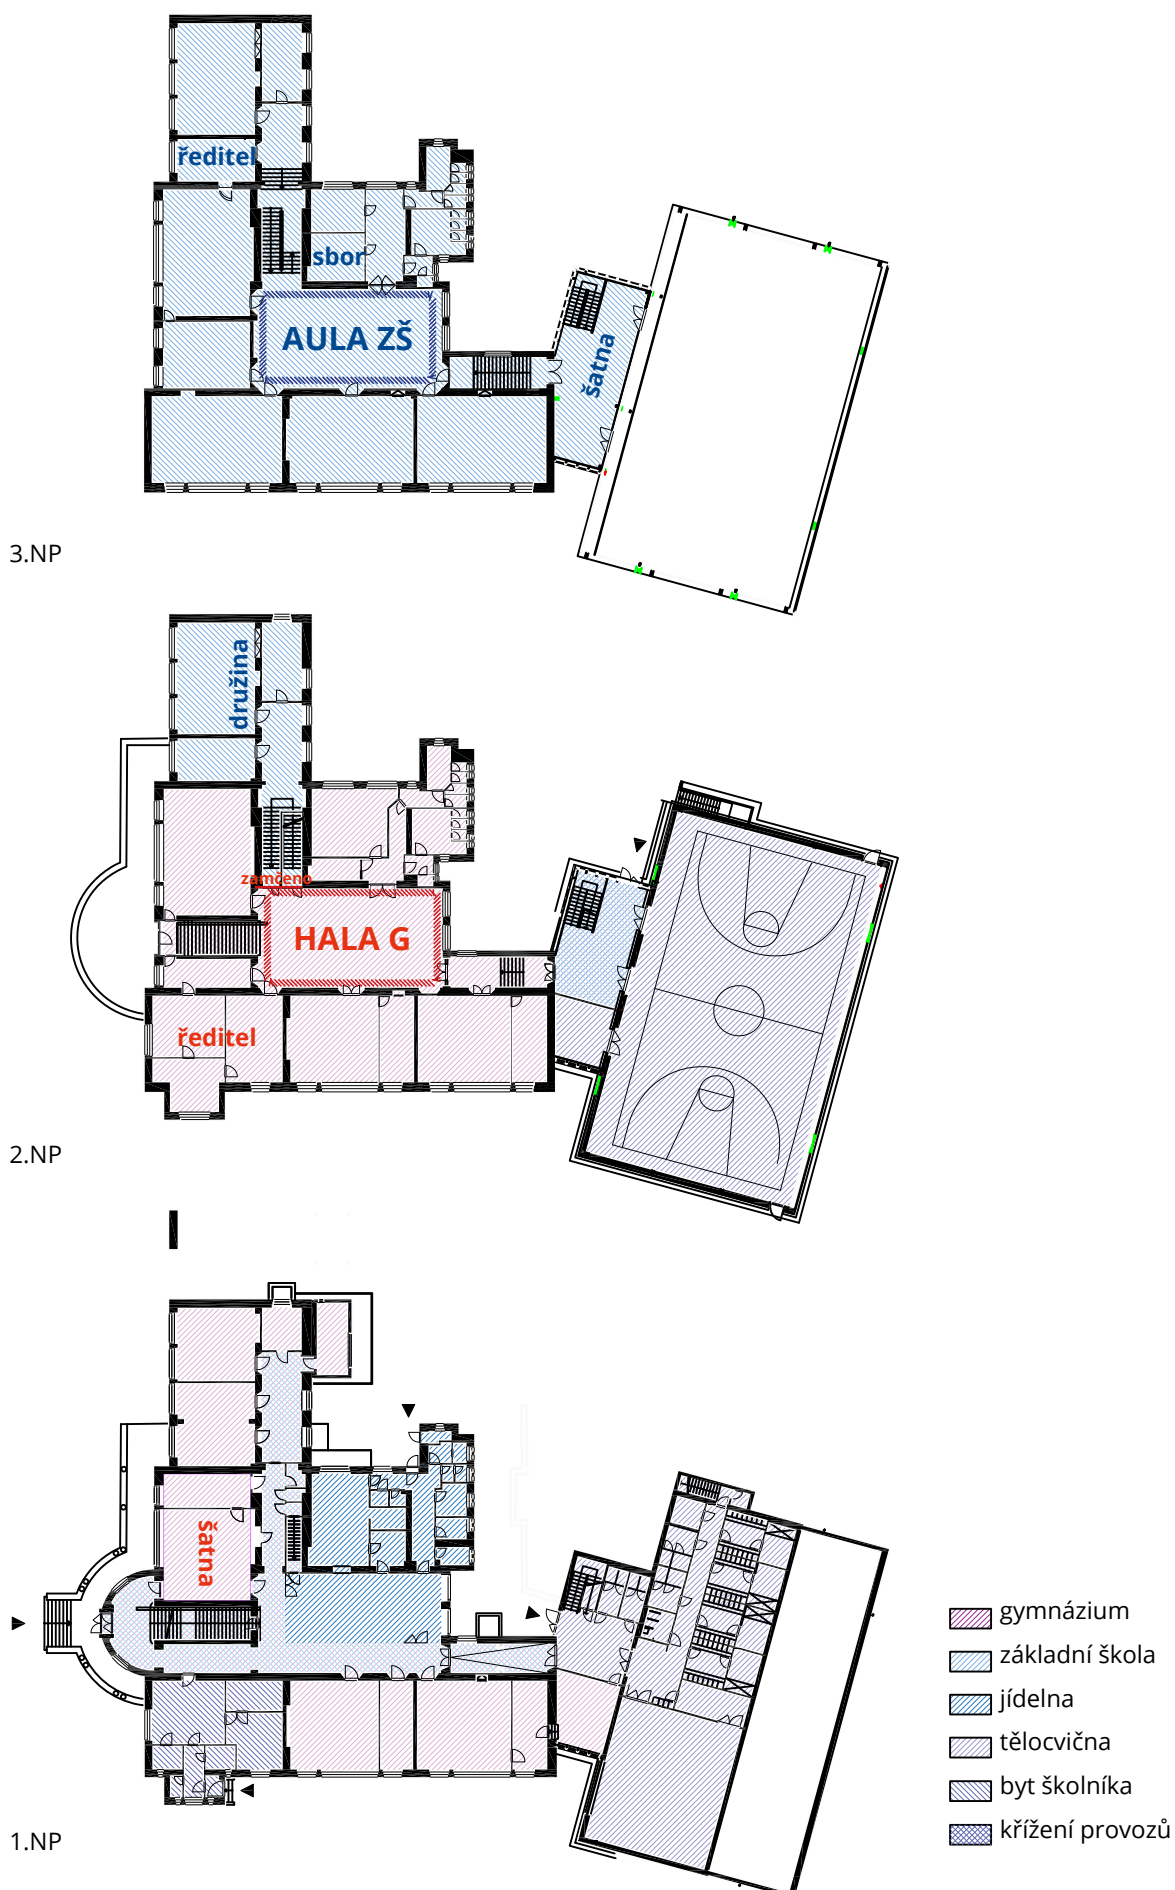 ředitel
sbor
AULA ZŠ
šatna
3.NP
družina
zamčeno
HALA G
ředitel
2.NP
šatna
gymnázium
základní škola
jídelna
tělocvična
byt školníka
křížení provozů
1.NP